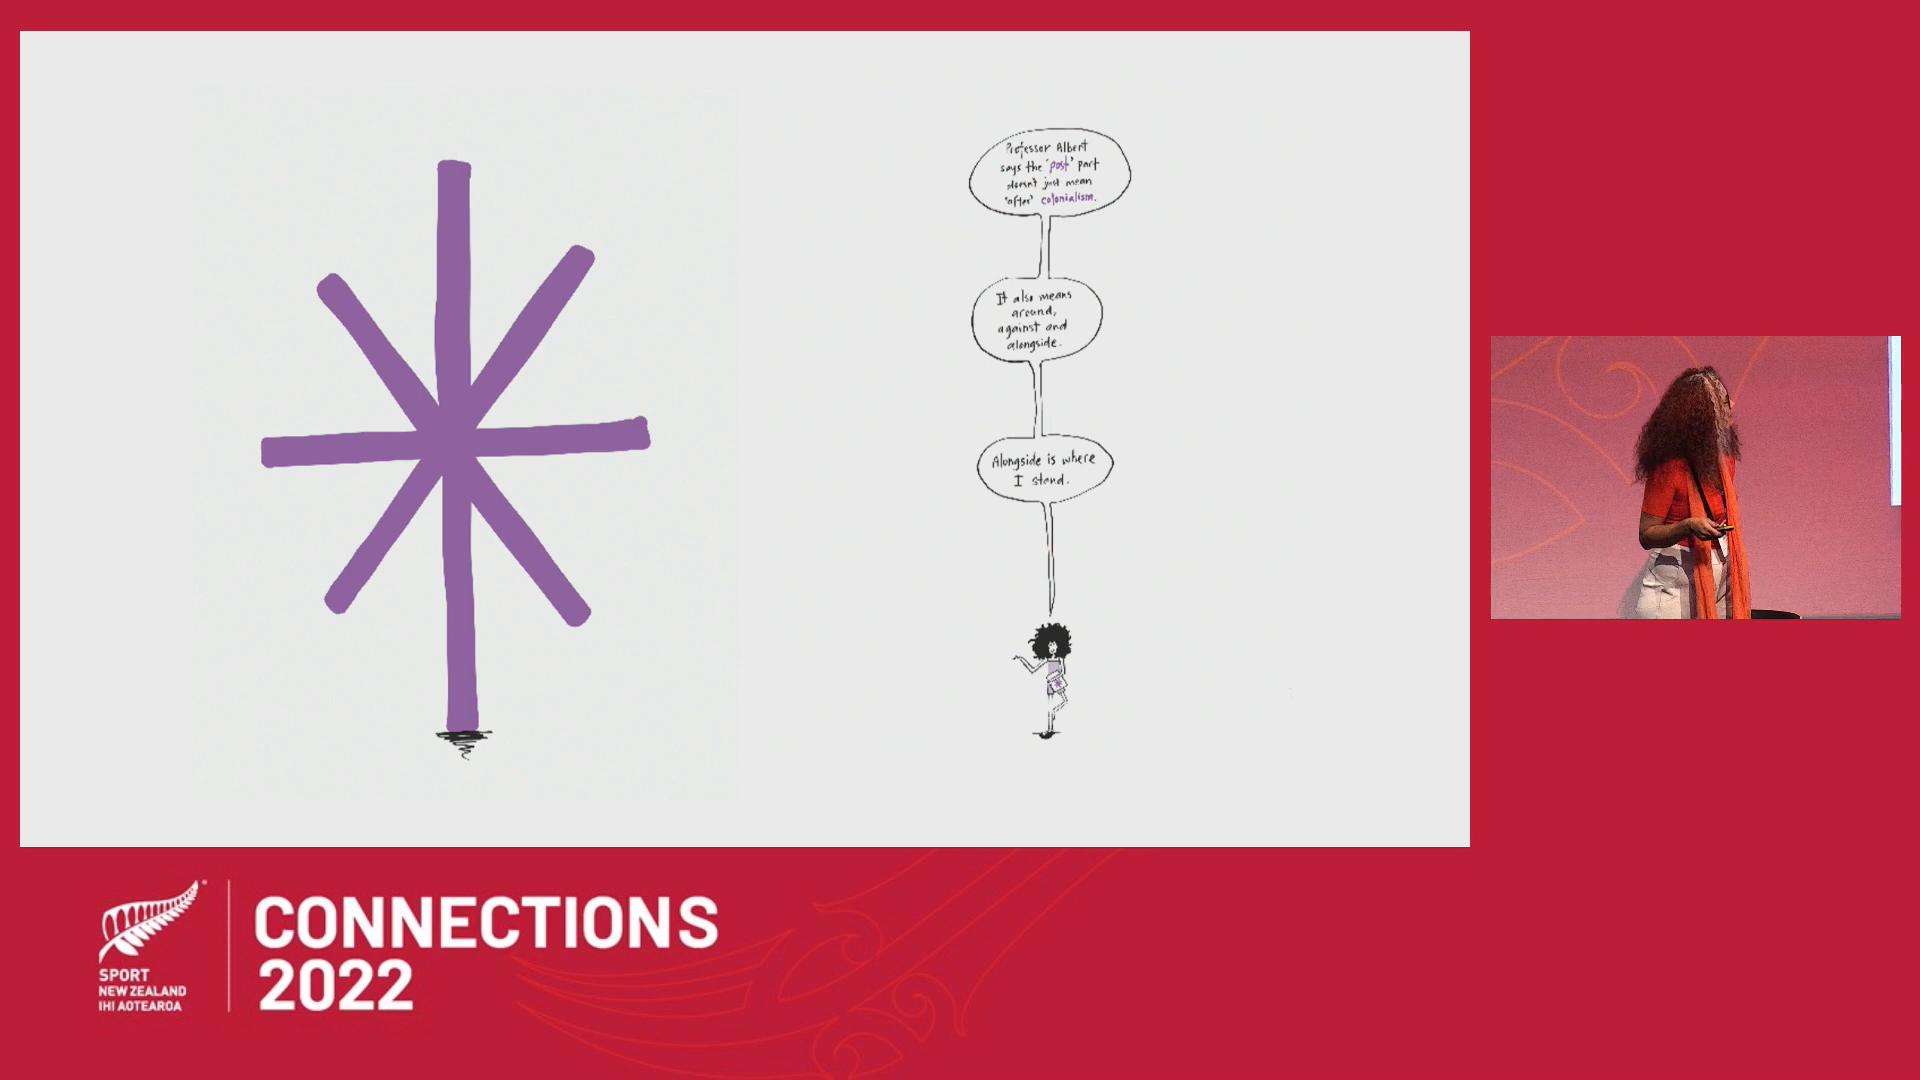 Professor Albert
says the 'post' part
doesn't just mean
'after' colonialism.
It also means
around,
against and
alongside.
Alongside is where
I stand.
SPORT
NEW ZEALAND
IHI AOTEAROA
CONNECTIONS
2022